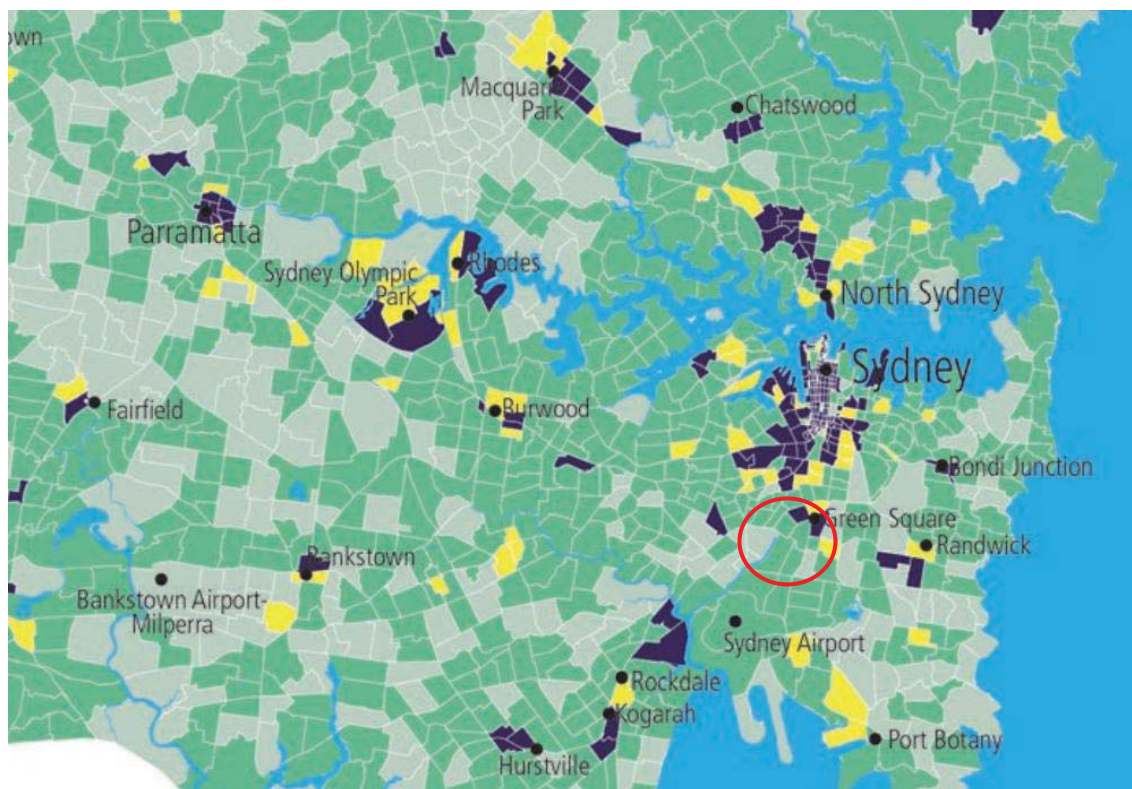 own
Macquarie
Park
Chatswood
Parramatta
Sydney Olympic
Park
Rhodes
North Sydney
Sydney
Fairfield
Burwood
Bondi Junction
Green Square
Randwick
Bankstown
Bankstown Airport-
Milperra
Sydney Airport
Rockdale
Kogarah
Port Botany
Hurstville